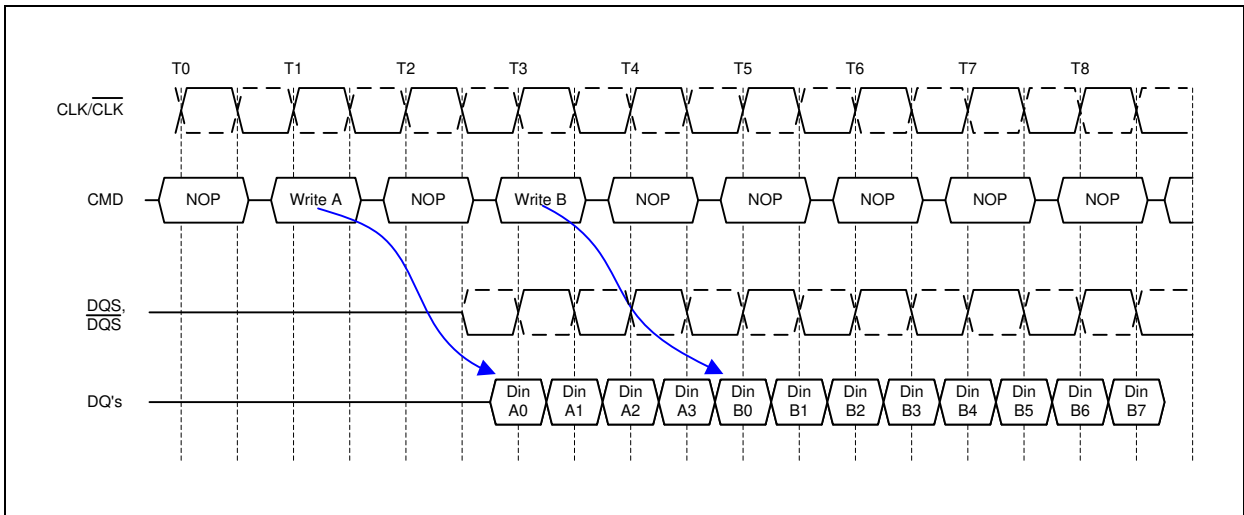 T0 T1 T2 T3 T4 T5 T6 T7 T8
CLK/CLK
CMD NOP Write A NOP Write B NOP NOP NOP NOP NOP
DQS,
DQS
DQ's Din A0 Din A1 Din A2 Din A3 Din B0 Din B1 Din B2 Din B3 Din B4 Din B5 Din B6 Din B7